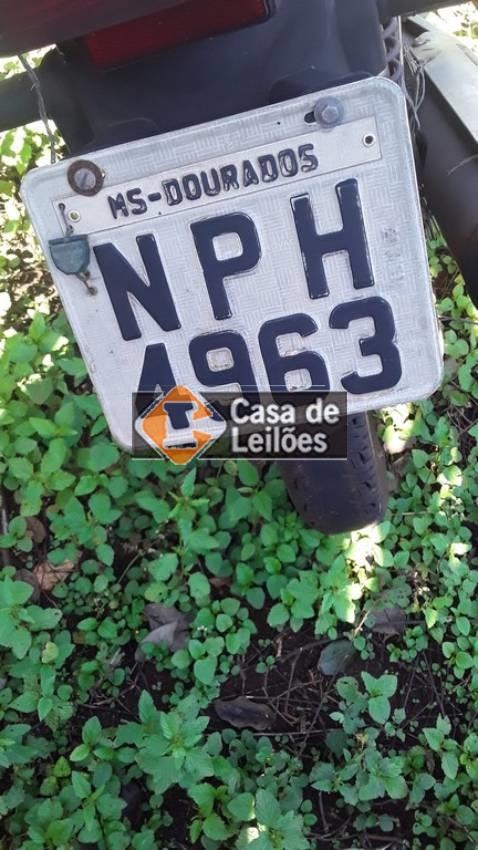 MS-DOURADOS
NPH
4963
Casa de
Leilões